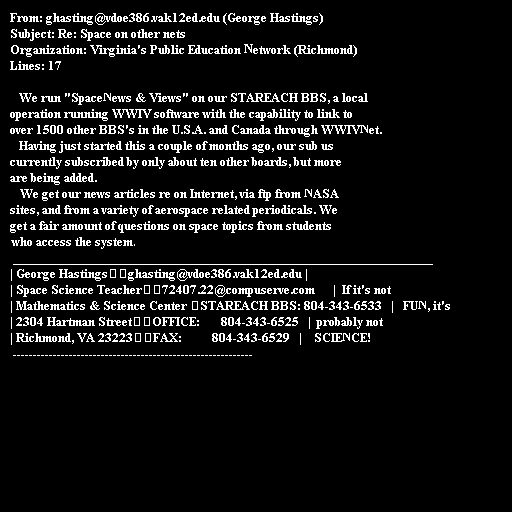 From: ghasting@vdoe386.vak12ed.edu (George Hastings)
Subject: Re: Space on other nets
Organization: Virginia's Public Education Network (Richmond)
Lines: 17
We run "SpaceNews & Views" on our STAREACH BBS, a local
operation running WWIV software with the capability to link to
over 1500 other BBS's in the U.S.A. and Canada through WWIVNet.
Having just started this a couple of months ago, our sub us
currently subscribed by only about ten other boards, but more
are being added.
We get our news articles re on Internet, via ftp from NASA
sites, and from a variety of aerospace related periodicals. We
get a fair amount of questions on space topics from students
who access the system.
____________________________________________________________
| George Hastings□□ghasting@vdoe386.vak12ed.edu |
| Space Science Teacher□□72407.22@compuserve.com | If it's not
| Mathematics & Science Center □STAREACH BBS: 804-343-6533 | FUN, it's
| 2304 Hartman Street□□OFFICE: 804-343-6525 | probably not
| Richmond, VA 23223□□FAX: 804-343-6529 | SCIENCE!
------------------------------------------------------------